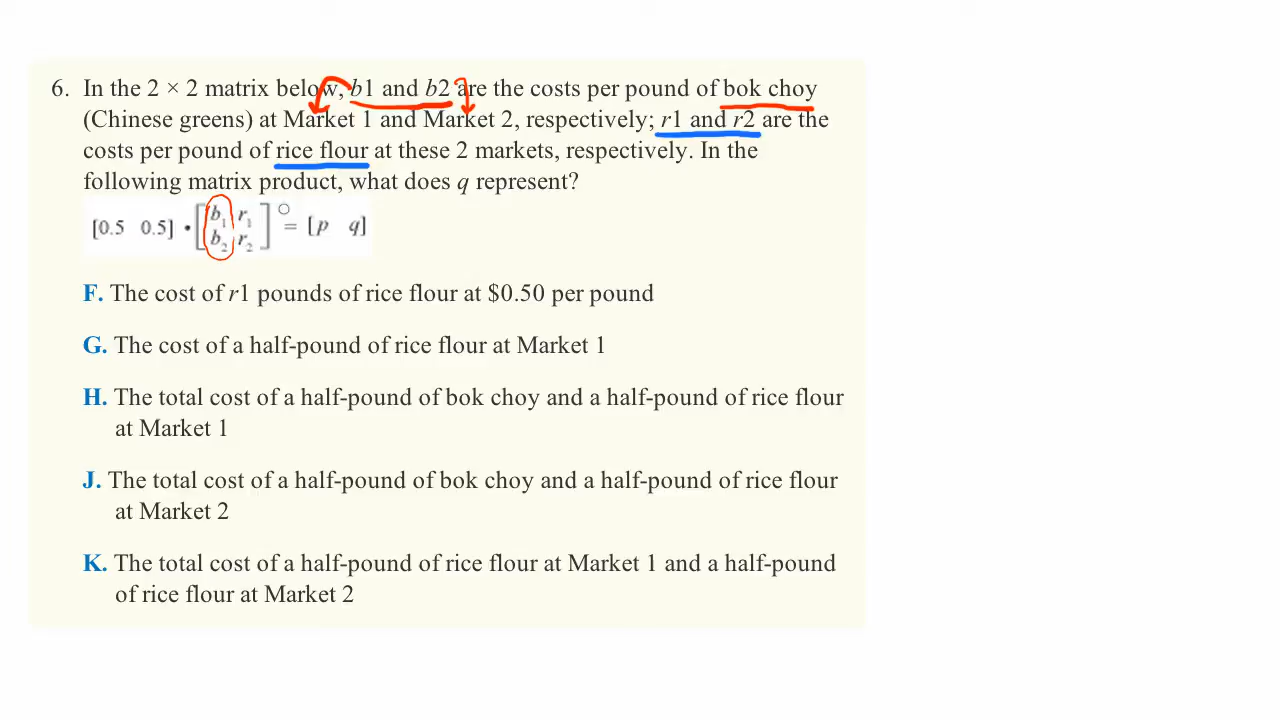 6. In the 2 × 2 matrix below, b1 and b2 are the costs per pound of bok choy
(Chinese greens) at Market 1 and Market 2, respectively; r1 and r2 are the
costs per pound of rice flour at these 2 markets, respectively. In the
following matrix product, what does q represent?
[0.5 0.5] • [b₁ r₁
b₂ r₂] = [p q]
F. The cost of r1 pounds of rice flour at $0.50 per pound
G. The cost of a half-pound of rice flour at Market 1
H. The total cost of a half-pound of bok choy and a half-pound of rice flour
at Market 1
J. The total cost of a half-pound of bok choy and a half-pound of rice flour
at Market 2
K. The total cost of a half-pound of rice flour at Market 1 and a half-pound
of rice flour at Market 2